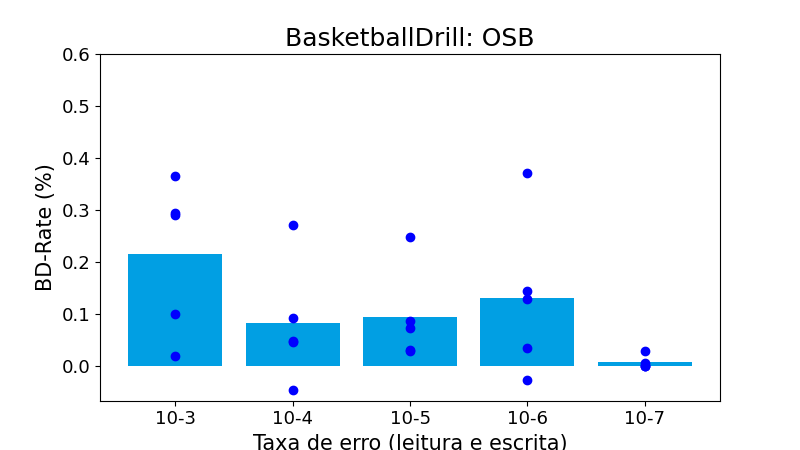 BasketballDrill: OSB
BD-Rate (%)
0.6
0.5
0.4
0.3
0.2
0.1
0.0
10-3 10-4 10-5 10-6 10-7
Taxa de erro (leitura e escrita)